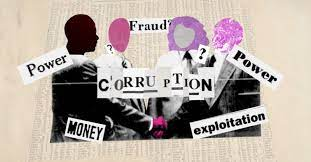 Fraud?
Power
?
?
Power
CORRUPTION
MONEY
exploitation